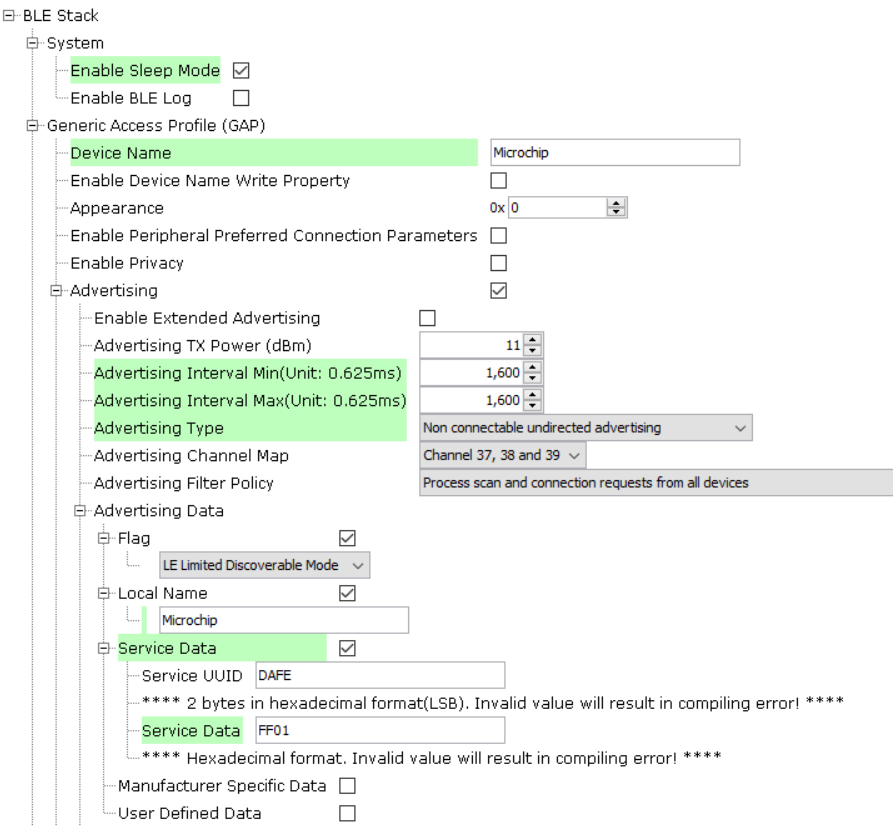 BLE Stack
System
Enable Sleep Mode
Enable BLE Log
Generic Access Profile (GAP)
Device Name Microchip
Enable Device Name Write Property
Appearance 0x 0
Enable Peripheral Preferred Connection Parameters
Enable Privacy
Advertising
Enable Extended Advertising
Advertising TX Power (dBm) 11
Advertising Interval Min(Unit: 0.625ms) 1,600
Advertising Interval Max(Unit: 0.625ms) 1,600
Advertising Type Non connectable undirected advertising
Advertising Channel Map Channel 37, 38 and 39
Advertising Filter Policy Process scan and connection requests from all devices
Advertising Data
Flag
LE Limited Discoverable Mode
Local Name
Microchip
Service Data
Service UUID DAFE
**** 2 bytes in hexadecimal format(LSB). Invalid value will result in compiling error! ****
Service Data FF01
**** Hexadecimal format. Invalid value will result in compiling error! ****
Manufacturer Specific Data
User Defined Data